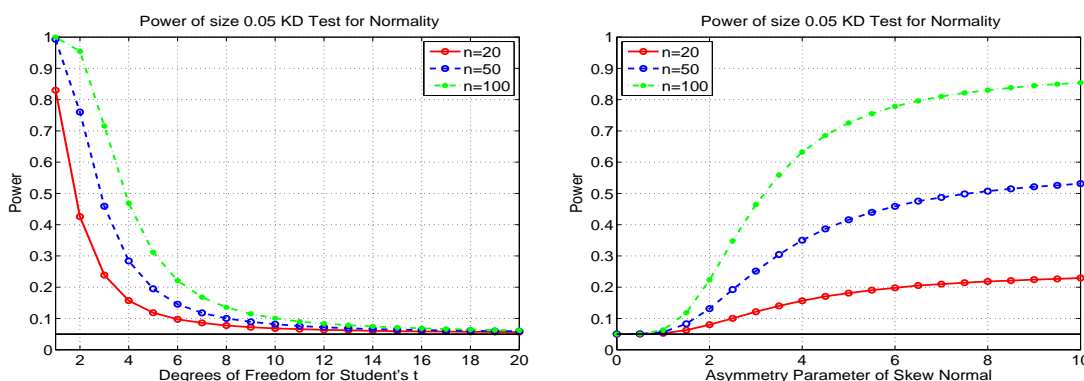 Power of size 0.05 KD Test for Normality
1
0.9
0.8
0.7
0.6
0.5
0.4
0.3
0.2
0.1
0
Power
n=20
n=50
n=100
2 4 6 8 10 12 14 16 18 20
Degrees of Freedom for Student's t
Power of size 0.05 KD Test for Normality
1
0.9
0.8
0.7
0.6
0.5
0.4
0.3
0.2
0.1
0
Power
n=20
n=50
n=100
0 2 4 6 8 10
Asymmetry Parameter of Skew Normal